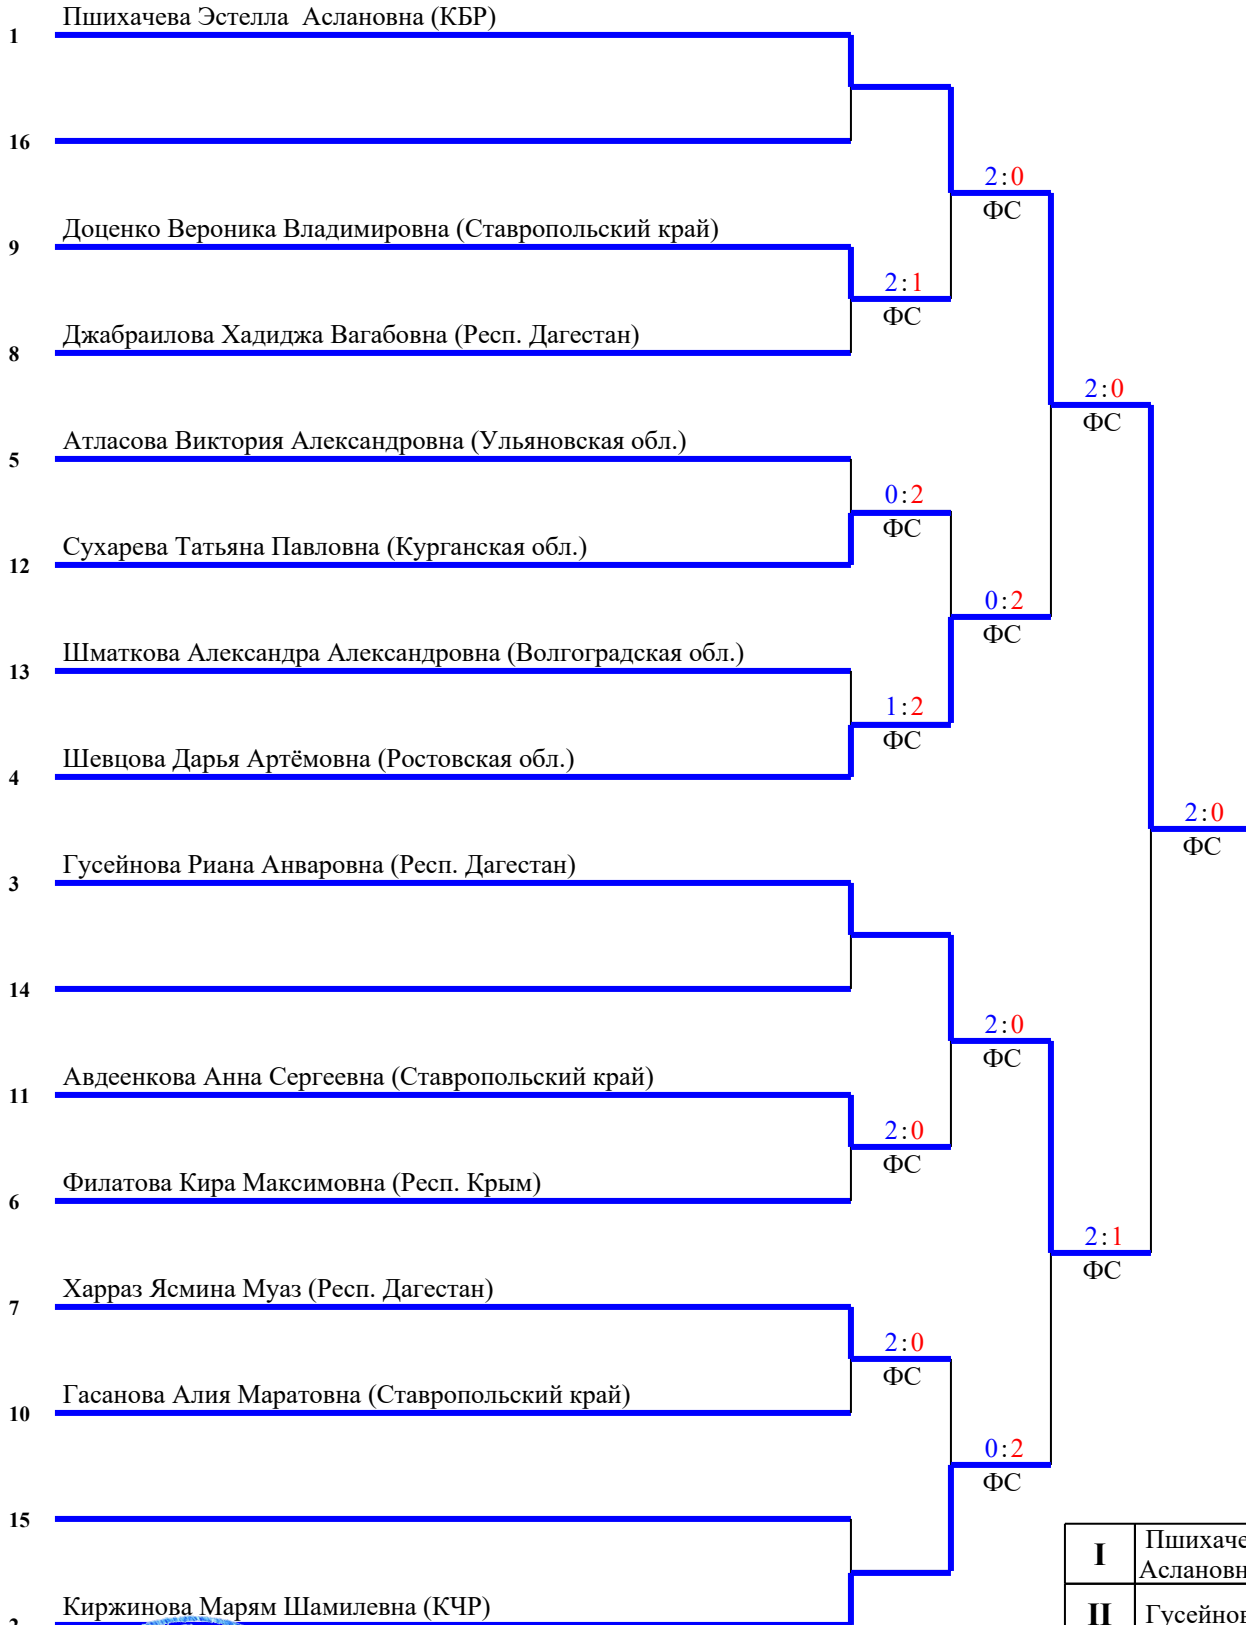 Пшихачева Эстелла  Аслановна (КБР)
1
16
2:0
ФС
Доценко Вероника Владимировна (Ставропольский край)
9
2:1
ФС
Джабраилова Хадиджа Вагабовна (Респ. Дагестан)
8
2:0
ФС
Атласова Виктория Александровна (Ульяновская обл.)
5
0:2
ФС
Сухарева Татьяна Павловна (Курганская обл.)
12
0:2
ФС
Шматкова Александра Александровна (Волгоградская обл.)
13
1:2
ФС
Шевцова Дарья Артёмовна (Ростовская обл.)
4
2:0
ФС
Гусейнова Риана Анваровна (Респ. Дагестан)
3
14
2:0
ФС
Авдеенкова Анна Сергеевна (Ставропольский край)
11
2:0
ФС
Филатова Кира Максимовна (Респ. Крым)
6
2:1
ФС
Харраз Ясмина Муаз (Респ. Дагестан)
7
2:0
ФС
Гасанова Алия Маратовна (Ставропольский край)
10
0:2
ФС
15
I
Киржинова Марям Шамилевна (КЧР)
II